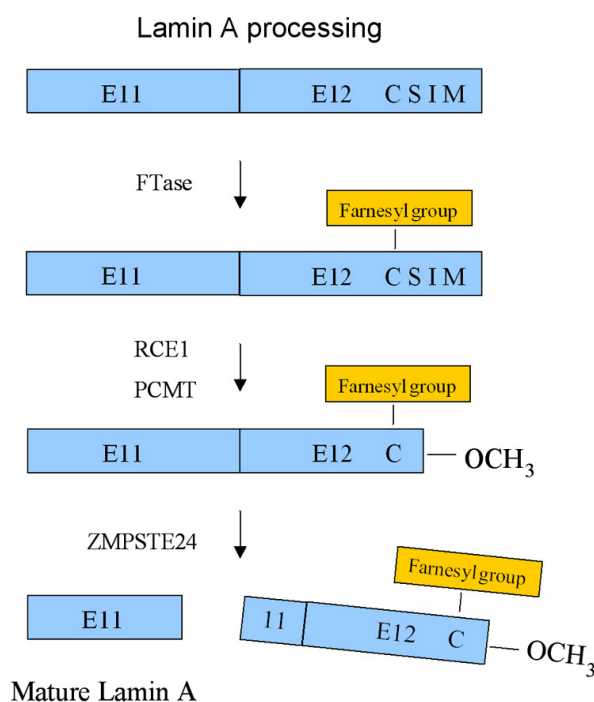 Lamin A processing
E11 E12 C S I M
FTase
Farnesyl group
E11 E12 C S I M
RCE1
PCMT
Farnesyl group
E11 E12 C OCH3
ZMPSTE24
Farnesyl group
E11 11 E12 C OCH3
Mature Lamin A